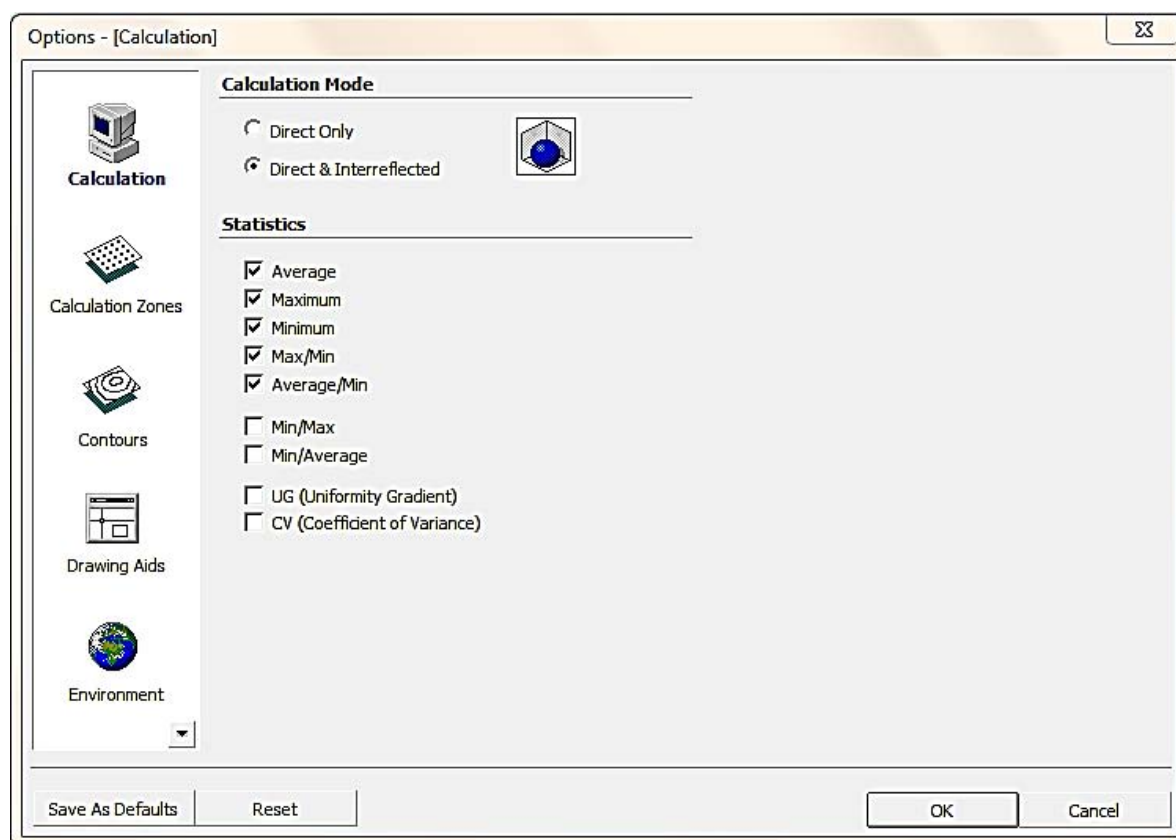 Options - [Calculation]
Calculation
Calculation Zones
Contours
Drawing Aids
Environment
Calculation Mode
Direct Only
Direct & Interreflected
Statistics
Average
Maximum
Minimum
Max/Min
Average/Min
Min/Max
Min/Average
UG (Uniformity Gradient)
CV (Coefficient of Variance)
Save As Defaults
Reset
OK
Cancel